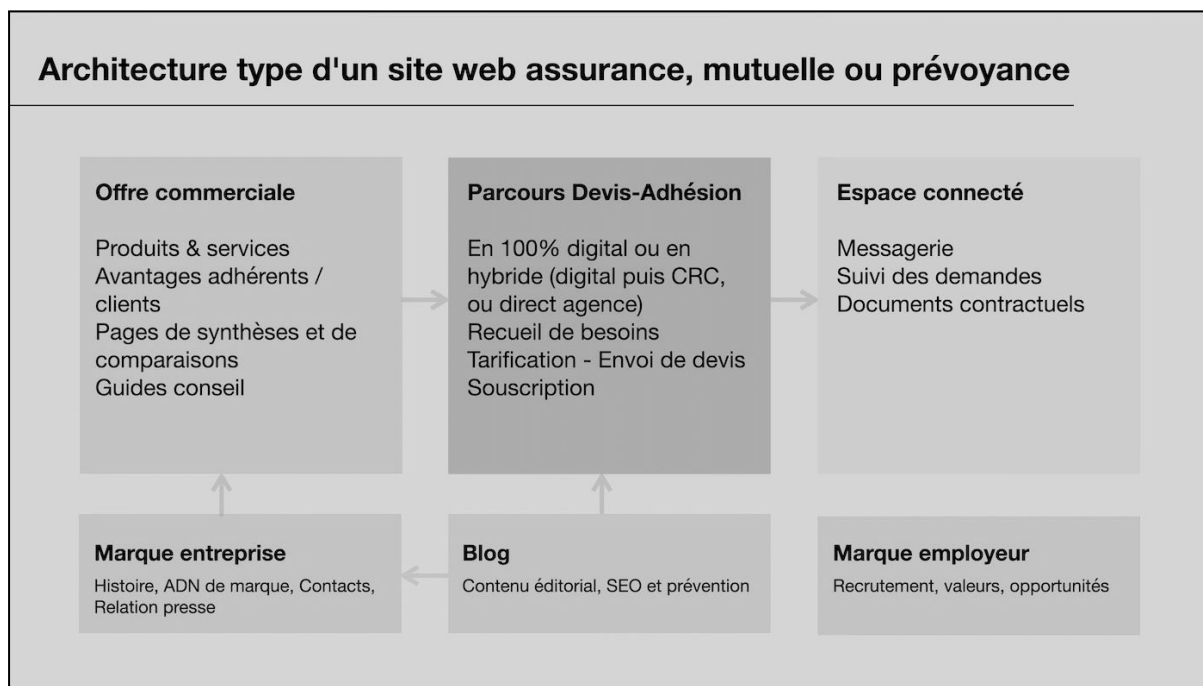 Architecture type d'un site web assurance, mutuelle ou prévoyance
Offre commerciale
Produits & services
Avantages adhérents /
clients
Pages de synthèses et de
comparaisons
Guides conseil
Parcours Devis-Adhésion
En 100% digital ou en
hybride (digital puis CRC,
ou direct agence)
Recueil de besoins
Tarification - Envoi de devis
Souscription
Espace connecté
Messagerie
Suivi des demandes
Documents contractuels
Marque entreprise
Histoire, ADN de marque, Contacts,
Relation presse
Blog
Contenu éditorial, SEO et prévention
Marque employeur
Recrutement, valeurs, opportunités